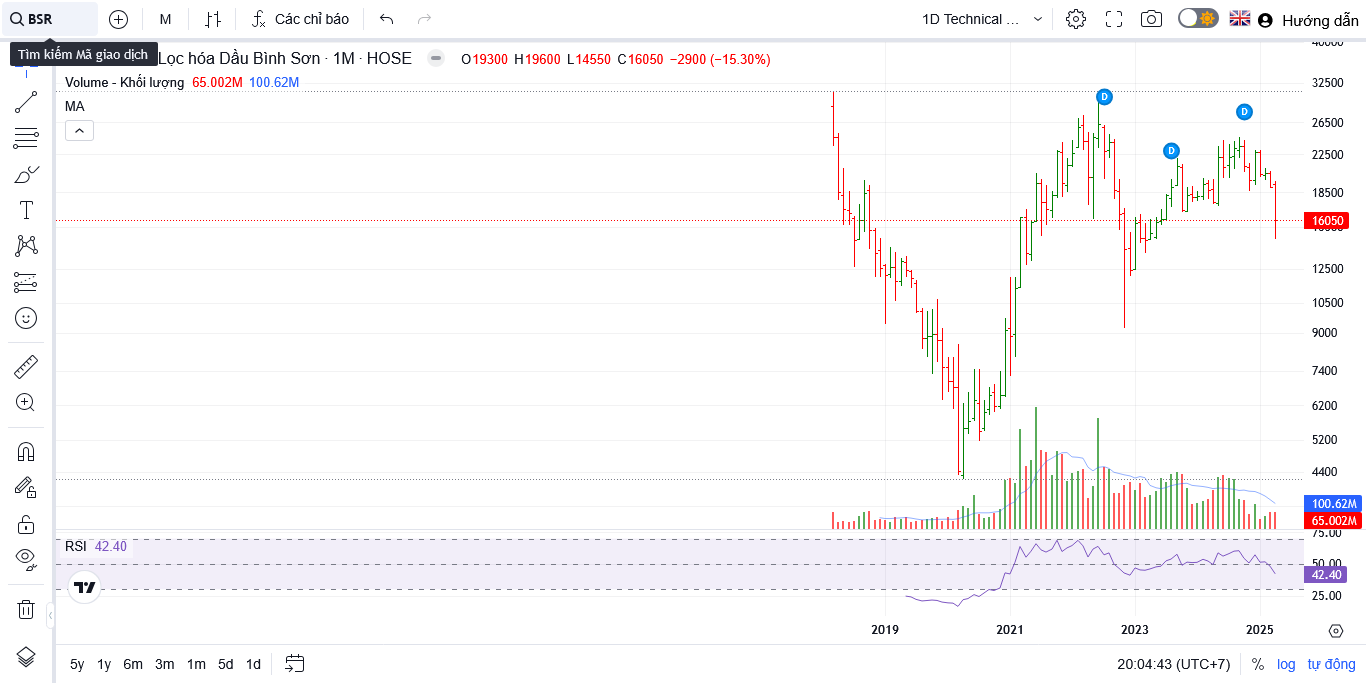 BSR
M
Các chỉ báo
1D Technical ...
Hướng dẫn
Tìm kiếm Mã giao dịch
Lọc hóa Dầu Bình Sơn · 1M · HOSE
O19300 H19600 L14550 C16050 −2900 (−15.30%)
Volume - Khối lượng 65.002M 100.62M
MA
D
D
D
40000
32500
26500
22500
18500
16050
16000
12500
10500
9000
7400
6200
5200
4400
100.62M
65.002M
RSI 42.40
75.00
50.00
42.40
25.00
2019
2021
2023
2025
5y 1y 6m 3m 1m 5d 1d
20:04:43 (UTC+7)
% log tự động